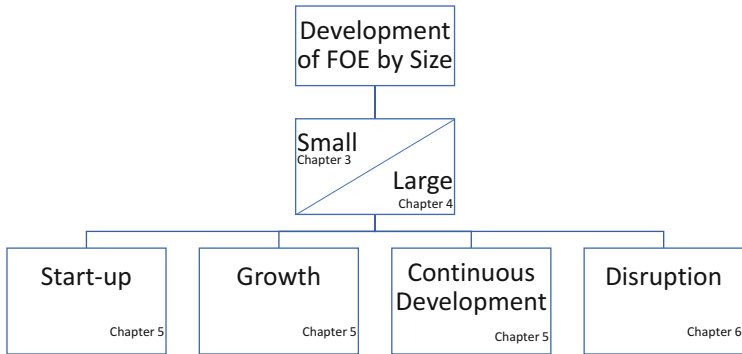 Development
of FOE by Size
Small
Chapter 3
Large
Chapter 4
Start-up
Chapter 5
Growth
Chapter 5
Continuous
Development
Chapter 5
Disruption
Chapter 6